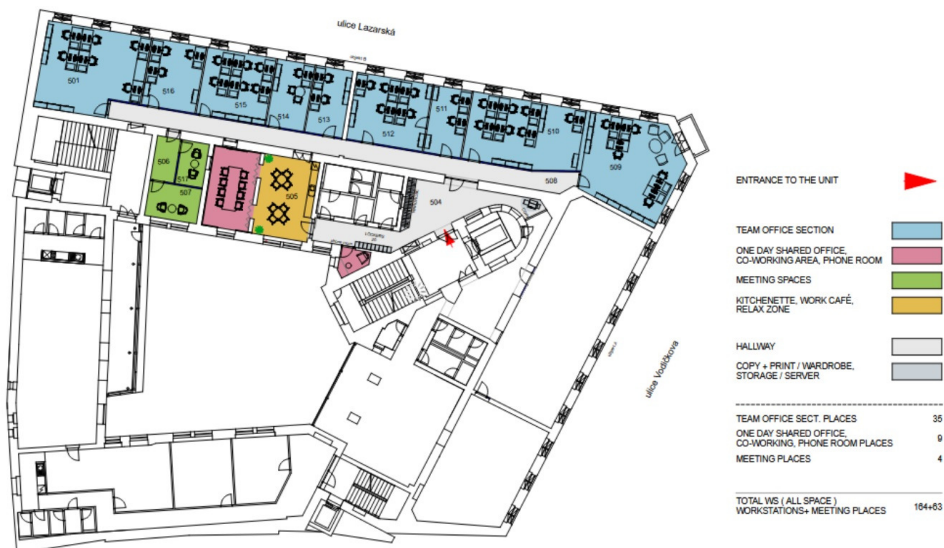 ulice Lazarská
501
516
515
514
513
512
511
510
509
506
517
507
505
504
508
ulice Vodičkova
ENTRANCE TO THE UNIT
TEAM OFFICE SECTION
ONE DAY SHARED OFFICE,
CO-WORKING AREA, PHONE ROOM
MEETING SPACES
KITCHENETTE, WORK CAFÉ,
RELAX ZONE
HALLWAY
COPY + PRINT / WARDROBE,
STORAGE / SERVER
TEAM OFFICE SECT. PLACES 35
ONE DAY SHARED OFFICE,
CO-WORKING, PHONE ROOM PLACES 9
MEETING PLACES 4
TOTAL WS ( ALL SPACE )
WORKSTATIONS+ MEETING PLACES 164+63